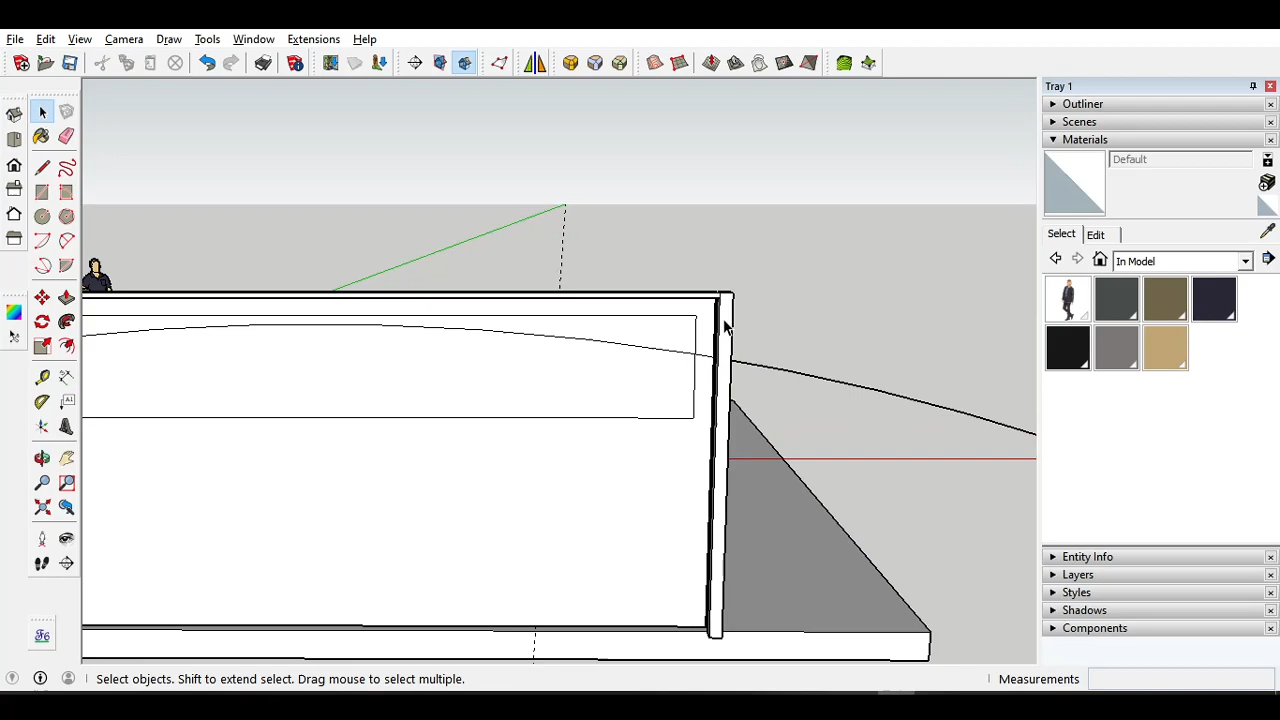 File Edit View Camera Draw Tools Window Extensions Help
Tray 1
Outliner
Scenes
Materials
Default
Select Edit
In Model
A1
Entity Info
Layers
Styles
Shadows
Components
Select objects. Shift to extend select. Drag mouse to select multiple.
Measurements